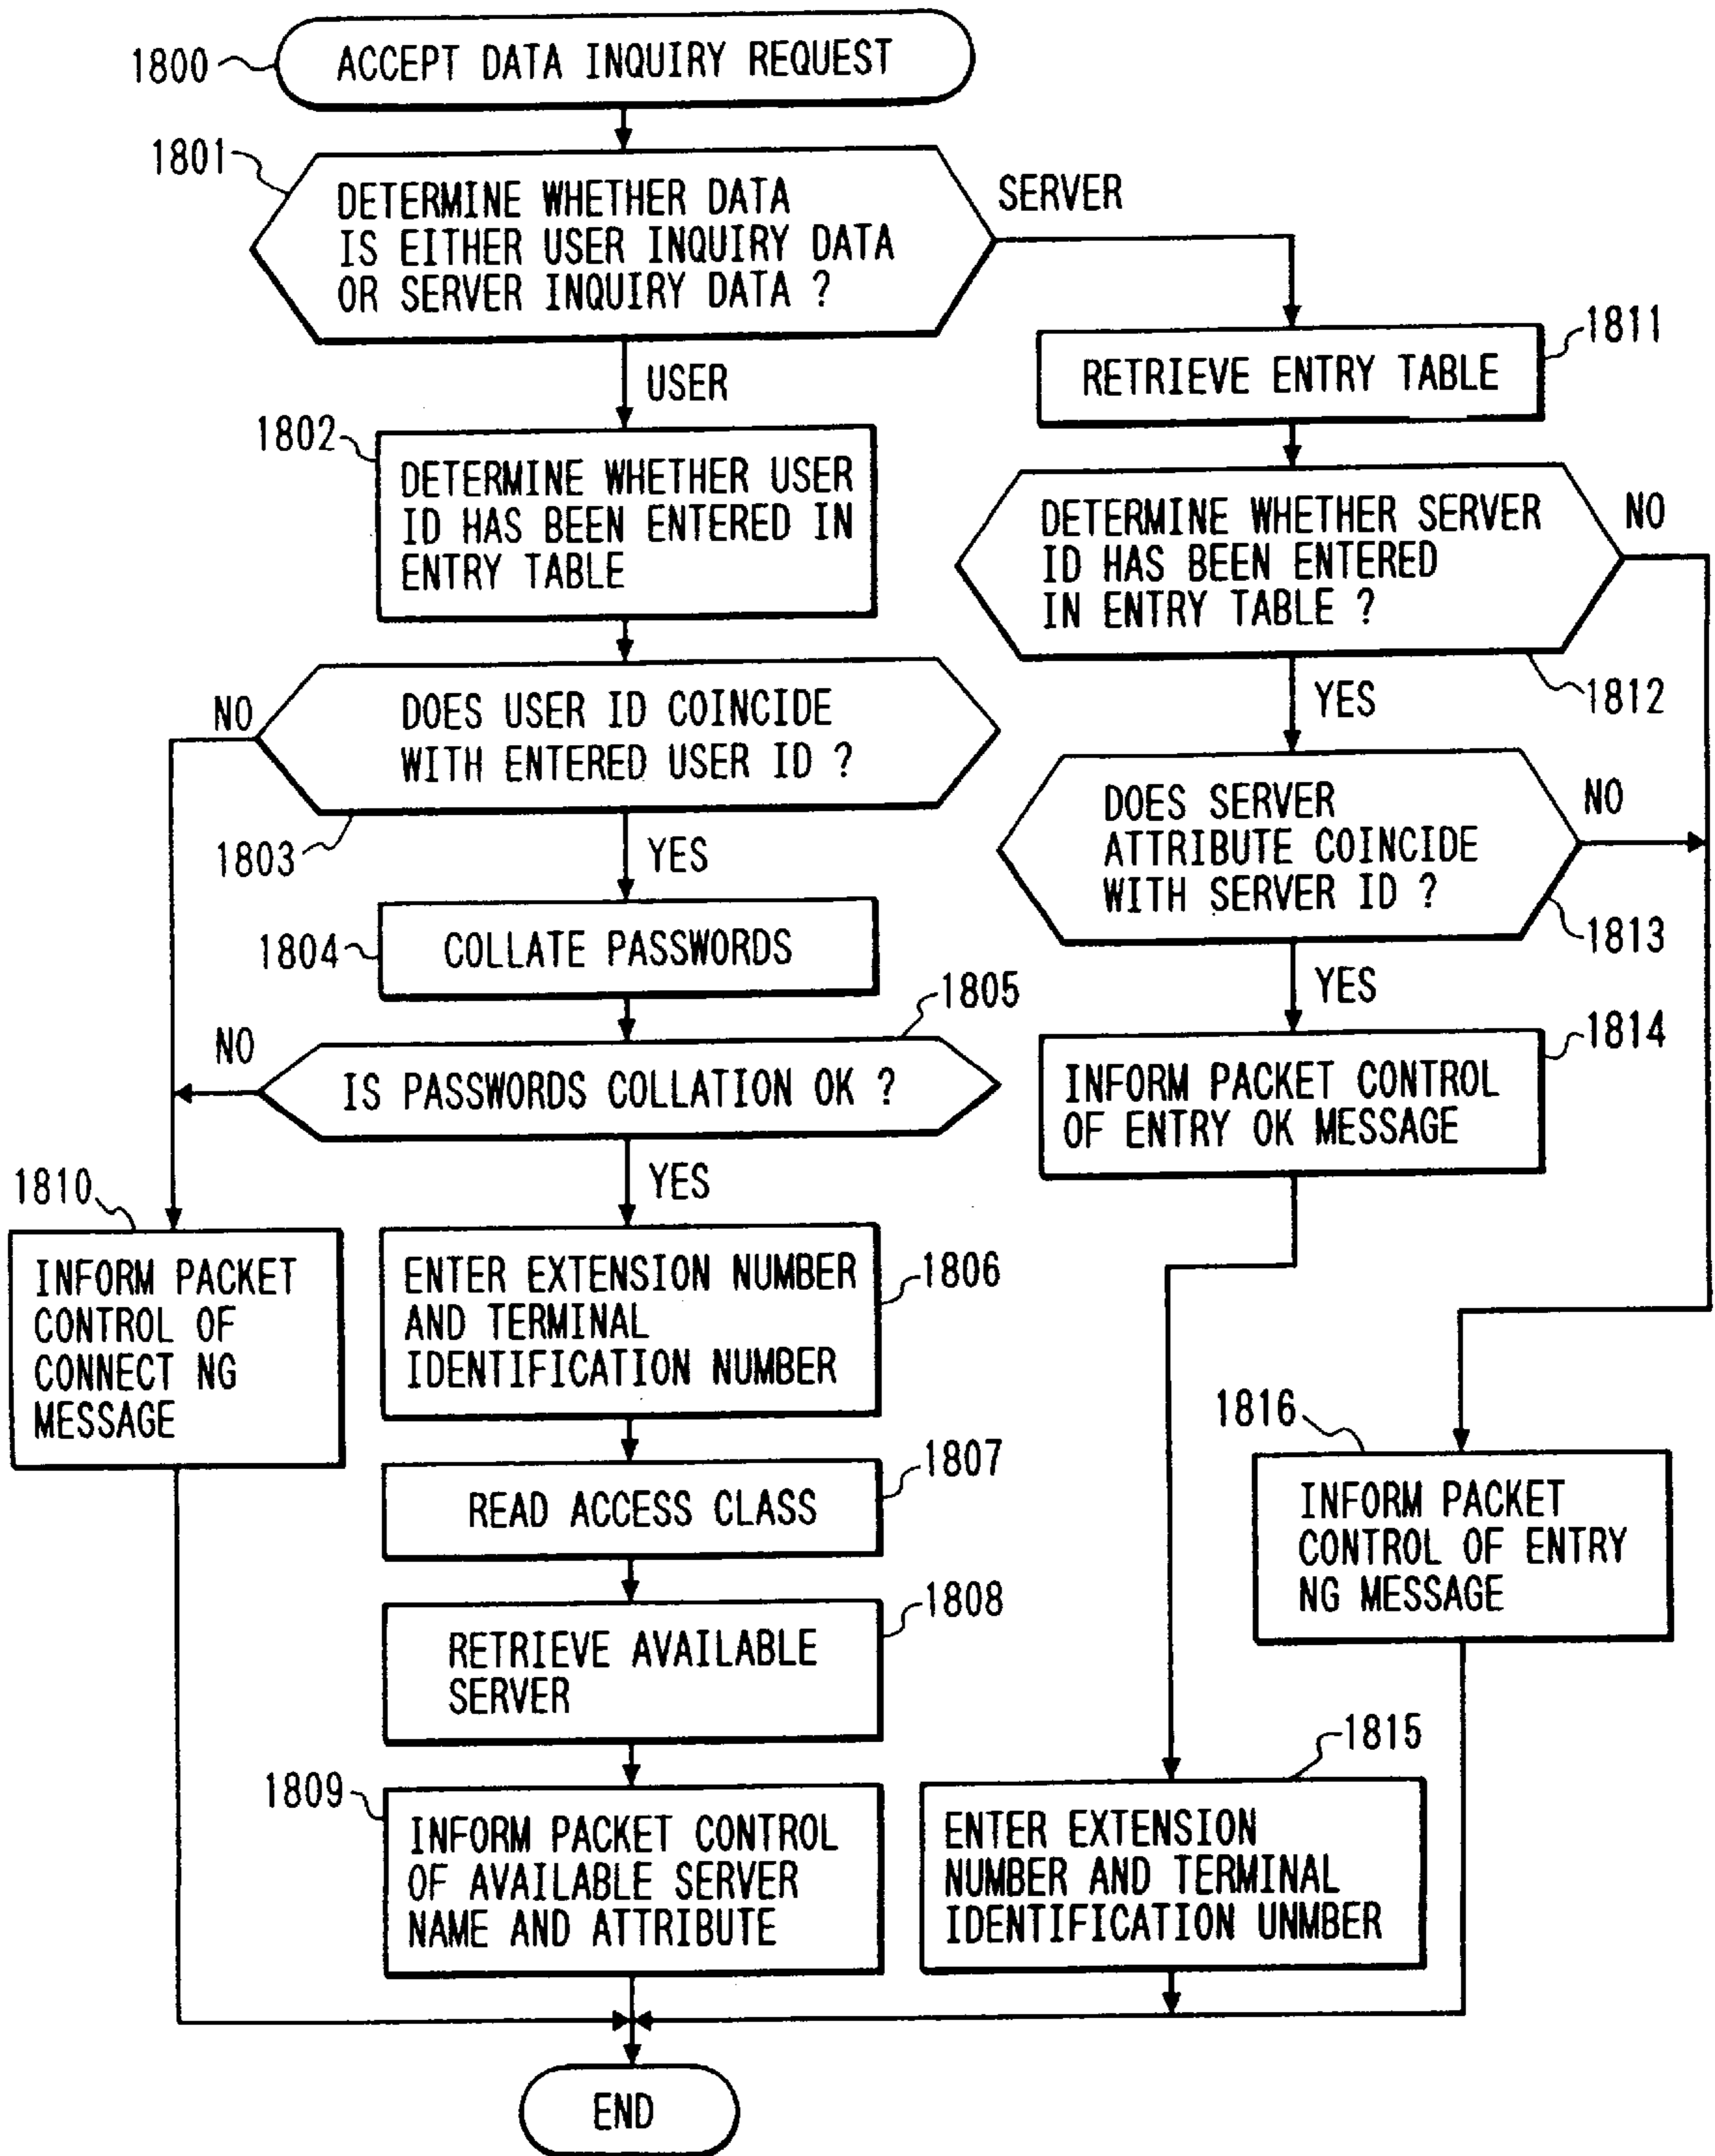 1800
ACCEPT DATA INQUIRY REQUEST
1801
DETERMINE WHETHER DATA
IS EITHER USER INQUIRY DATA
OR SERVER INQUIRY DATA ?
SERVER
USER
1802
DETERMINE WHETHER USER
ID HAS BEEN ENTERED IN
ENTRY TABLE
NO
DOES USER ID COINCIDE
WITH ENTERED USER ID ?
1803
YES
1804
COLLATE PASSWORDS
1805
NO
IS PASSWORDS COLLATION OK ?
YES
1810
INFORM PACKET
CONTROL OF
CONNECT NG
MESSAGE
ENTER EXTENSION NUMBER
AND TERMINAL
IDENTIFICATION NUMBER
1806
1807
READ ACCESS CLASS
1808
RETRIEVE AVAILABLE
SERVER
1809
INFORM PACKET CONTROL
OF AVAILABLE SERVER
NAME AND ATTRIBUTE
1811
RETRIEVE ENTRY TABLE
DETERMINE WHETHER SERVER
ID HAS BEEN ENTERED
IN ENTRY TABLE ?
NO
1812
YES
DOES SERVER
ATTRIBUTE COINCIDE
WITH SERVER ID ?
NO
1813
YES
1814
INFORM PACKET CONTROL
OF ENTRY OK MESSAGE
1816
INFORM PACKET
CONTROL OF ENTRY
NG MESSAGE
1815
ENTER EXTENSION
NUMBER AND TERMINAL
IDENTIFICATION UNMBER
END